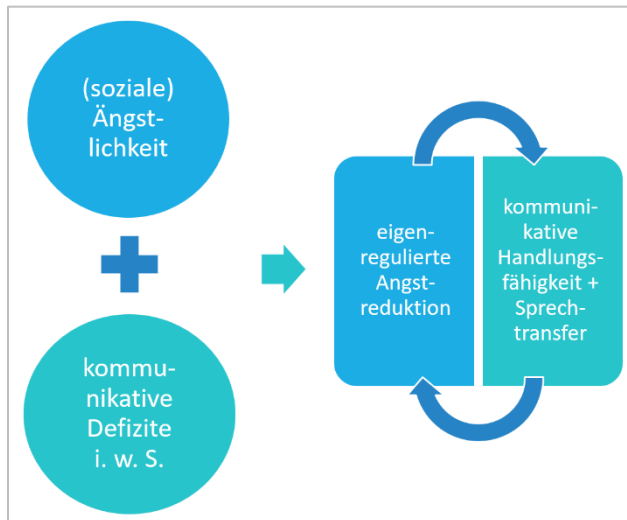 (soziale)
Ängst-
lichkeit
kommu-
nikative
Defizite
i. w. S.
eigen-
regulierte
Angst-
reduktion
kommuni-
kative
Handlungs-
fähigkeit +
Sprech-
transfer